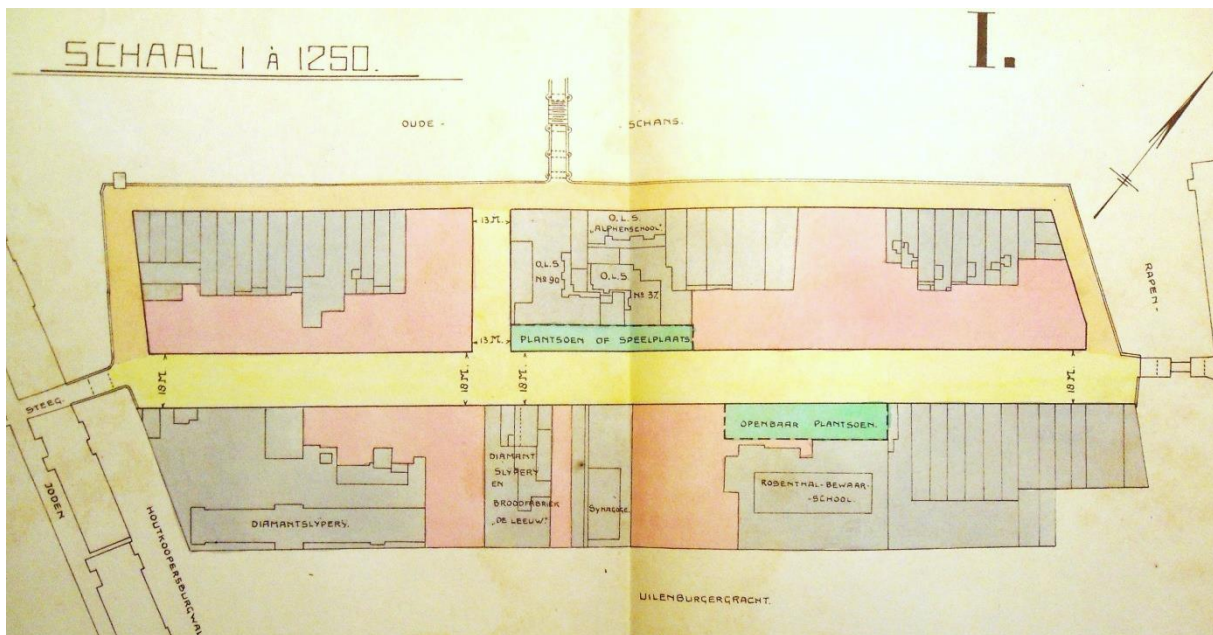 SCHAAL 1 À 1250.
I.
OUDE - SCHANS.
RAPEN-
13 M.
O.L.S.
„ALPHENSCHOOL”.
O.L.S.
No 90.
O.L.S.
No 37.
13 M.
PLANTSOEN OF SPEELPLAATS.
18 M.
18 M.
18 M.
18 M.
STEEG.
JODEN
HOUTKOOPERSBURGWAL
DIAMANTSLYPERY.
DIAMANT
SLYPERY
EN
BROODFABRIEK
„DE LEEUW”.
SYNAGOGE.
OPENBAAR PLANTSOEN.
ROSENTHAL-BEWAAR-
-SCHOOL.
UILENBURGERGRACHT.